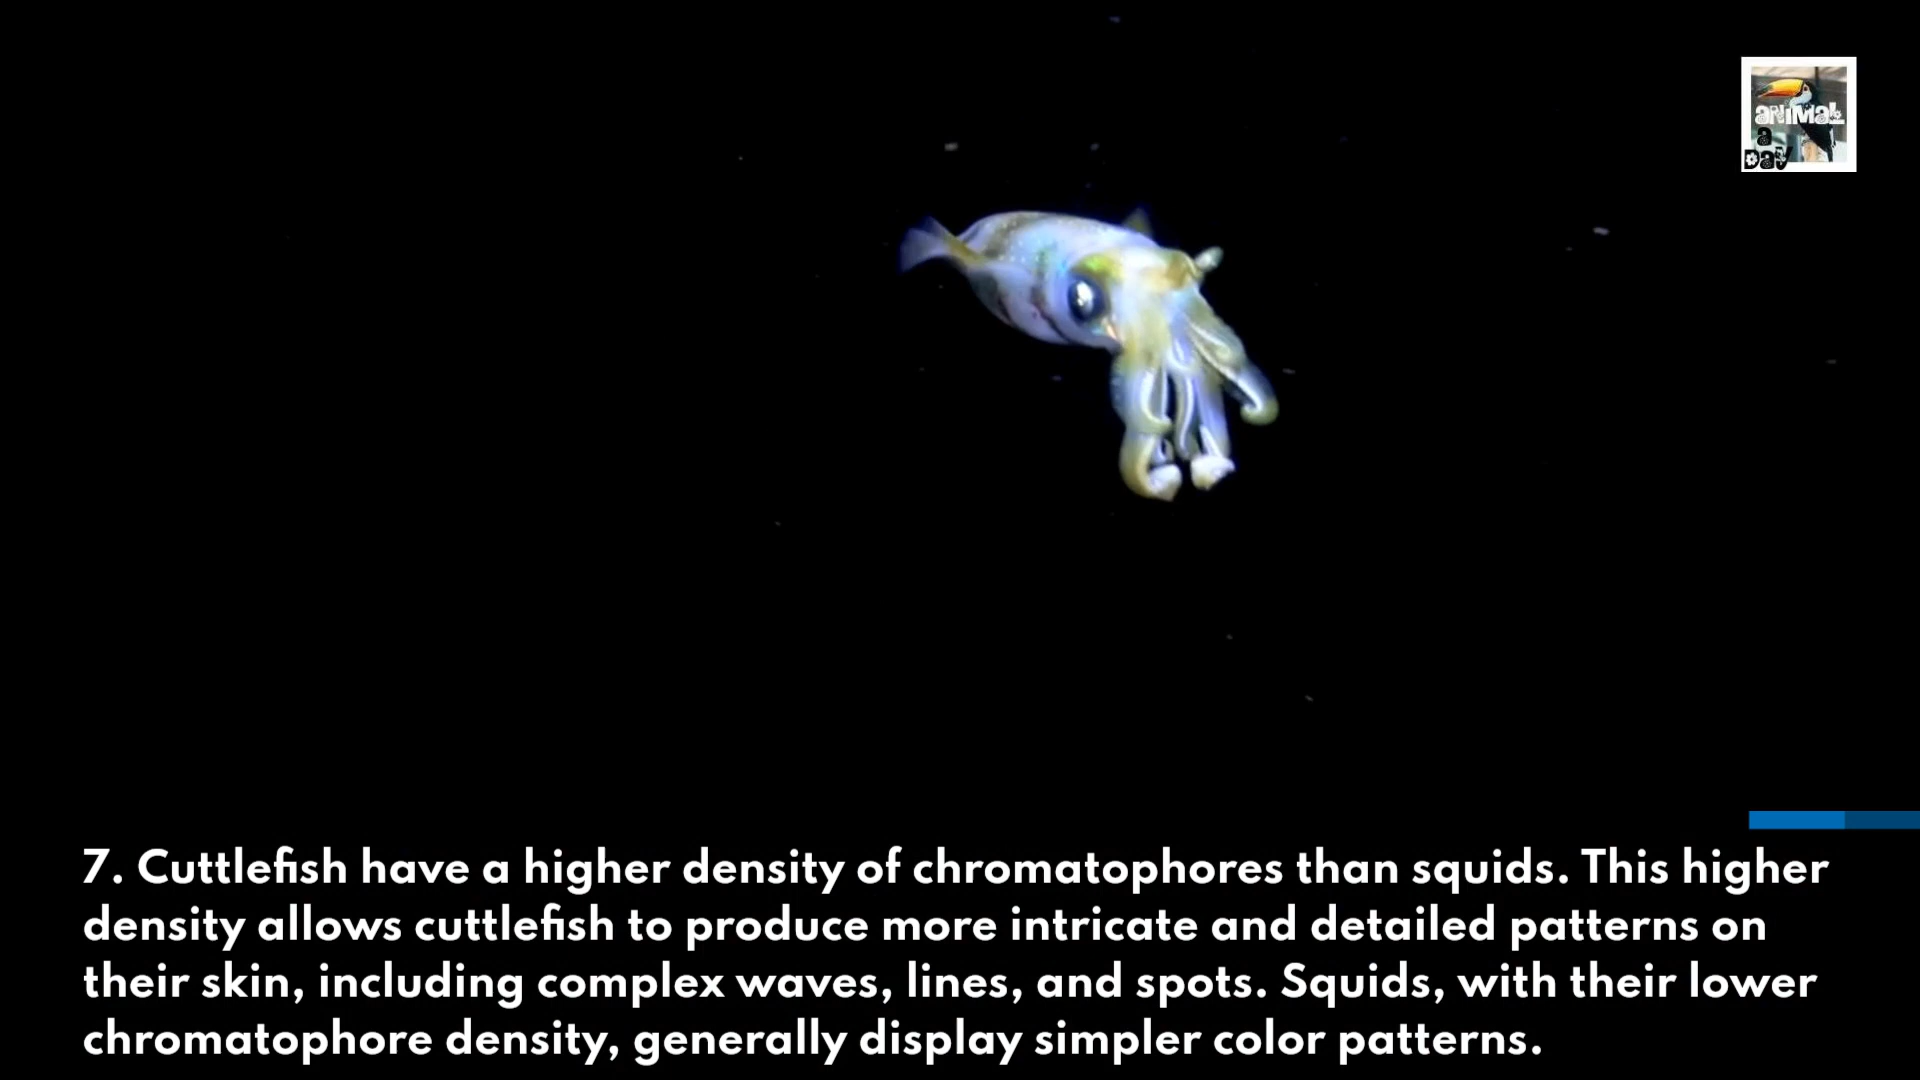 aNiMaL
a
Day
7. Cuttlefish have a higher density of chromatophores than squids. This higher
density allows cuttlefish to produce more intricate and detailed patterns on
their skin, including complex waves, lines, and spots. Squids, with their lower
chromatophore density, generally display simpler color patterns.